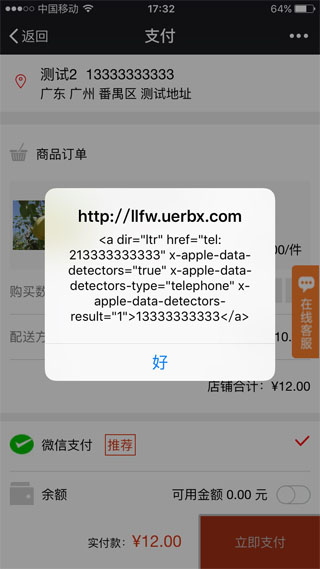 中国移动 17:32 64%
返回 支付
测试2 13333333333
广东 广州 番禺区 测试地址
商品订单
00/件
http://llfw.uerbx.com
<a dir="ltr" href="tel:
213333333333" x-apple-data-
detectors="true" x-apple-data-
detectors-type="telephone" x-
apple-data-detectors-
result="1">13333333333</a>
好
购买数
配送方
10.
在线客服
店铺合计：¥12.00
微信支付 推荐
余额 可用金额 0.00 元
实付款：¥12.00 立即支付